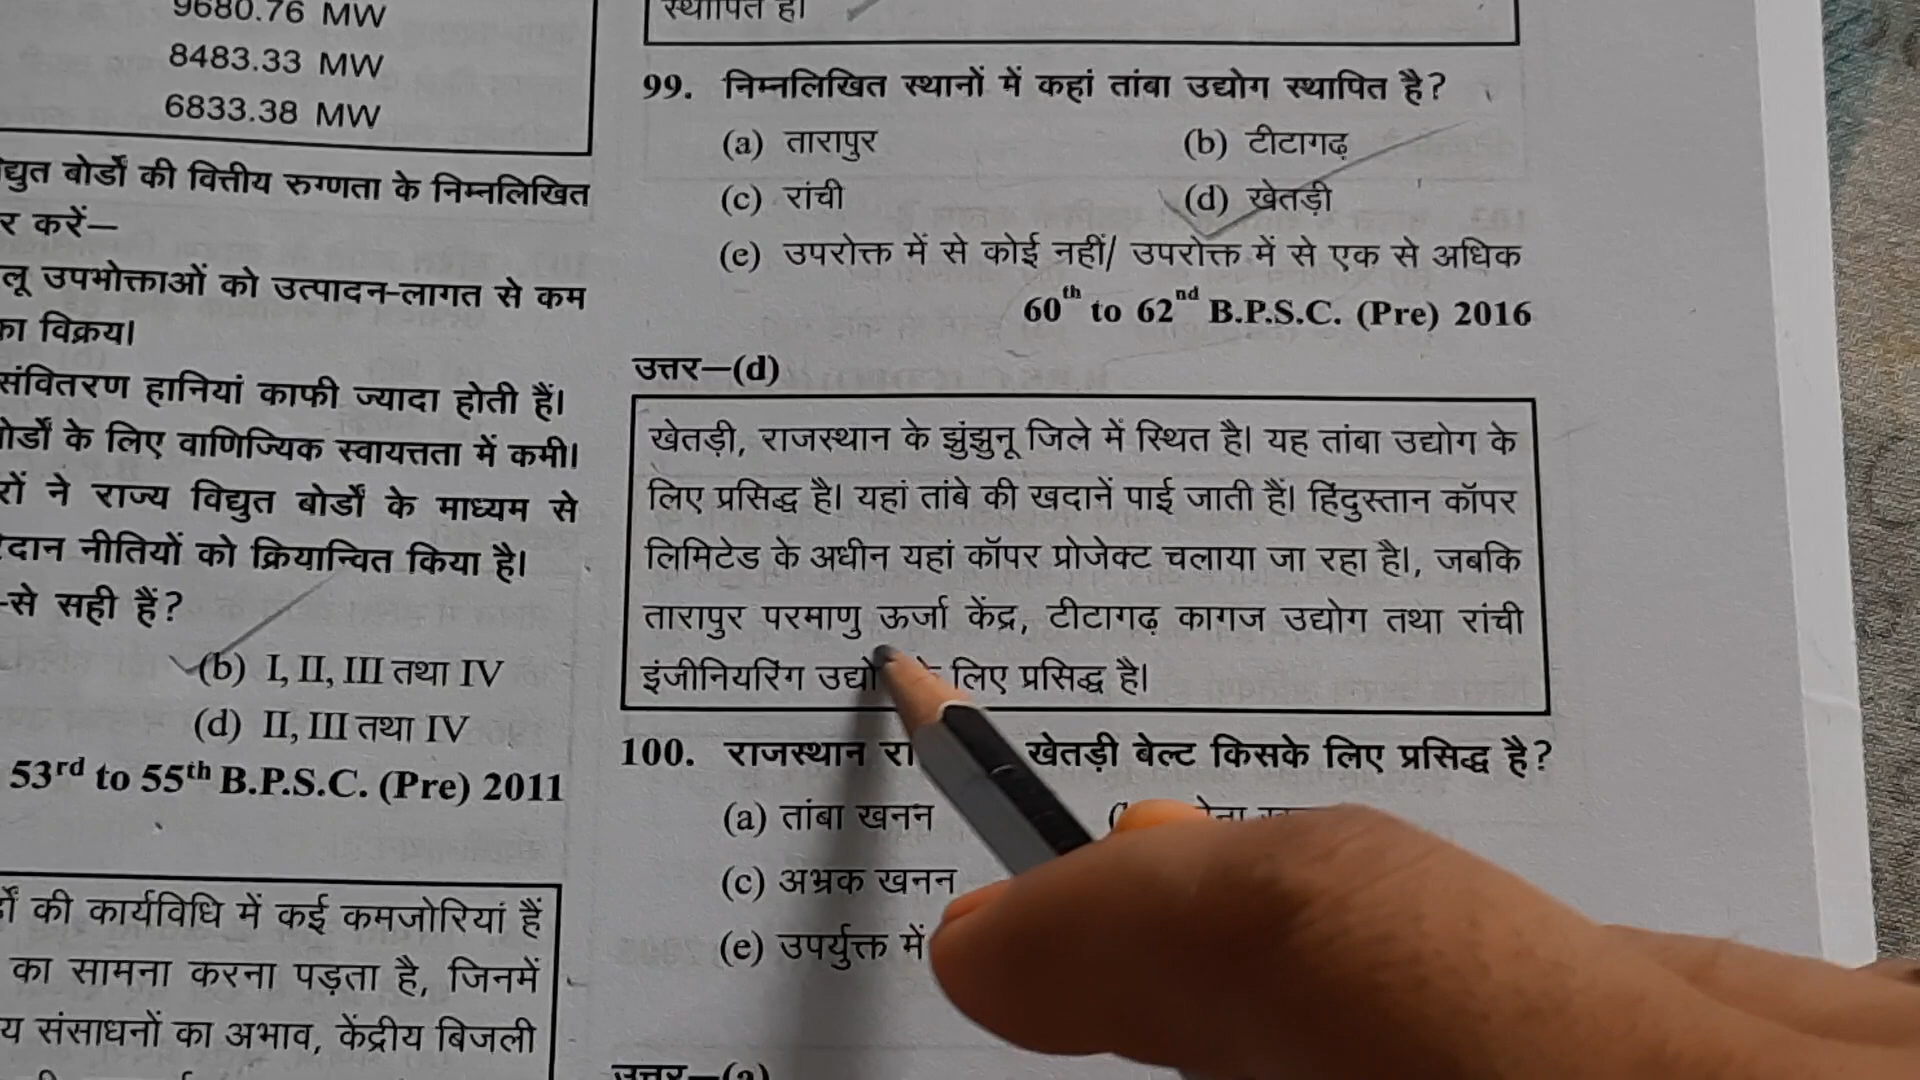 9680.76 MW
8483.33 MW
6833.38 MW
बोर्डों की वित्तीय रुग्णता के निम्नलिखित
करें—
उपभोक्ताओं को उत्पादन-लागत से कम
विक्रय।
संवितरण हानियां काफी ज्यादा होती हैं।
के लिए वाणिज्यिक स्वायत्तता में कमी।
ने राज्य विद्युत बोर्डों के माध्यम से
नीतियों को क्रियान्वित किया है।
-से सही हैं?
(b) I, II, III तथा IV
(d) II, III तथा IV
53rd to 55th B.P.S.C. (Pre) 2011
की कार्यविधि में कई कमजोरियां हैं
का सामना करना पड़ता है, जिनमें
संसाधनों का अभाव, केंद्रीय बिजली
स्थापित है।
99. निम्नलिखित स्थानों में कहां तांबा उद्योग स्थापित है?
(a) तारापुर (b) टीटागढ़
(c) रांची (d) खेतड़ी
(e) उपरोक्त में से कोई नहीं/ उपरोक्त में से एक से अधिक
60th to 62nd B.P.S.C. (Pre) 2016
उत्तर—(d)
खेतड़ी, राजस्थान के झुंझुनू जिले में स्थित है। यह तांबा उद्योग के
लिए प्रसिद्ध है। यहां तांबे की खदानें पाई जाती हैं। हिंदुस्तान कॉपर
लिमिटेड के अधीन यहां कॉपर प्रोजेक्ट चलाया जा रहा है।, जबकि
तारापुर परमाणु ऊर्जा केंद्र, टीटागढ़ कागज उद्योग तथा रांची
इंजीनियरिंग लिए प्रसिद्ध है।
100. राजस्थान खेतड़ी बेल्ट किसके लिए प्रसिद्ध है?
(a) तांबा खनन
(c) अभ्रक खनन
(e) उपर्युक्त में
उत्तर—(a)